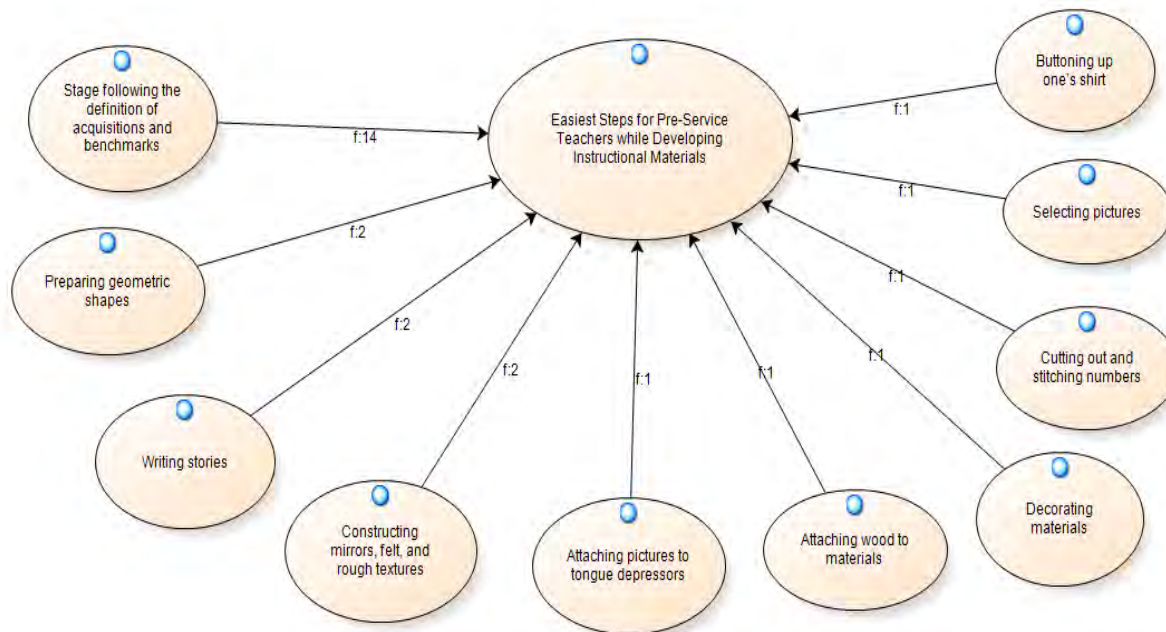 Easiest Steps for Pre-Service
Teachers while Developing
Instructional Materials
Stage following the
definition of
acquisitions and
benchmarks
f:14
Preparing geometric
shapes
f:2
Writing stories
f:2
Constructing
mirrors, felt, and
rough textures
f:2
Attaching pictures to
tongue depressors
f:1
Attaching wood to
materials
f:1
Decorating
materials
f:1
Cutting out and
stitching numbers
f:1
Selecting pictures
f:1
Buttoning up
one's shirt
f:1